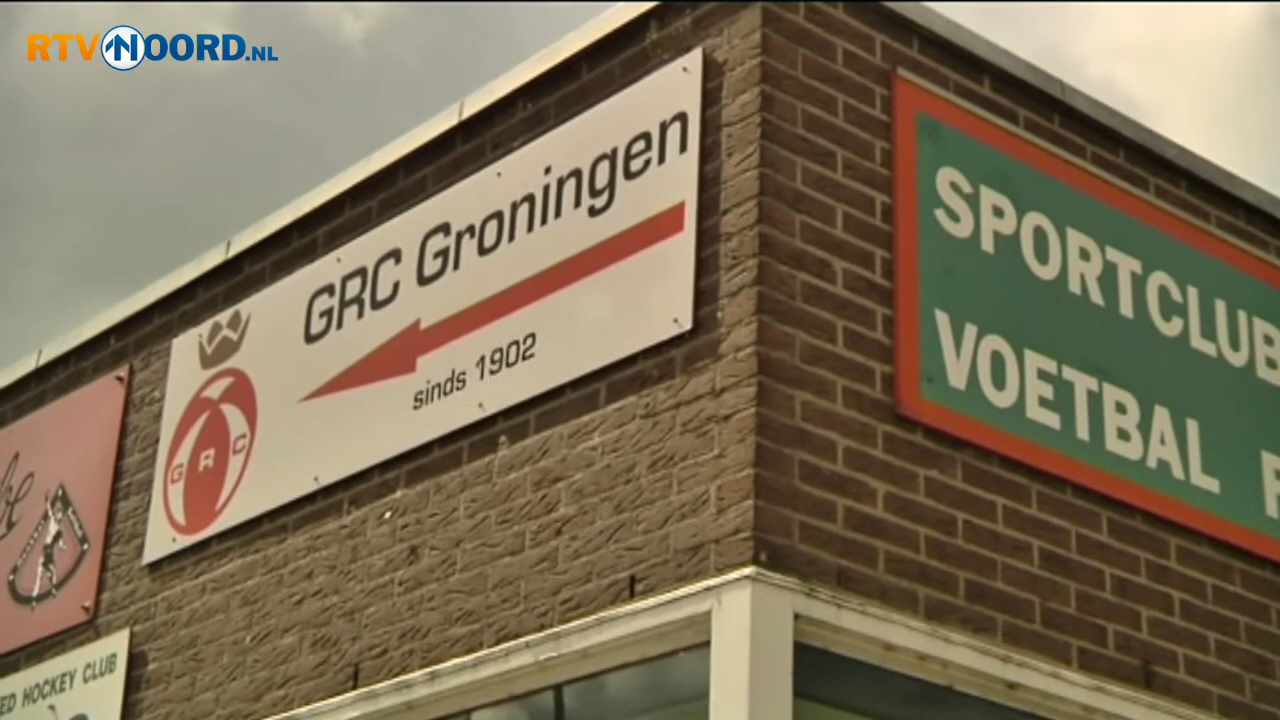 RTVNOORD.NL
GRC Groningen
sinds 1902
GRC
SPORTCLUB
VOETBAL
HOCKEY CLUB